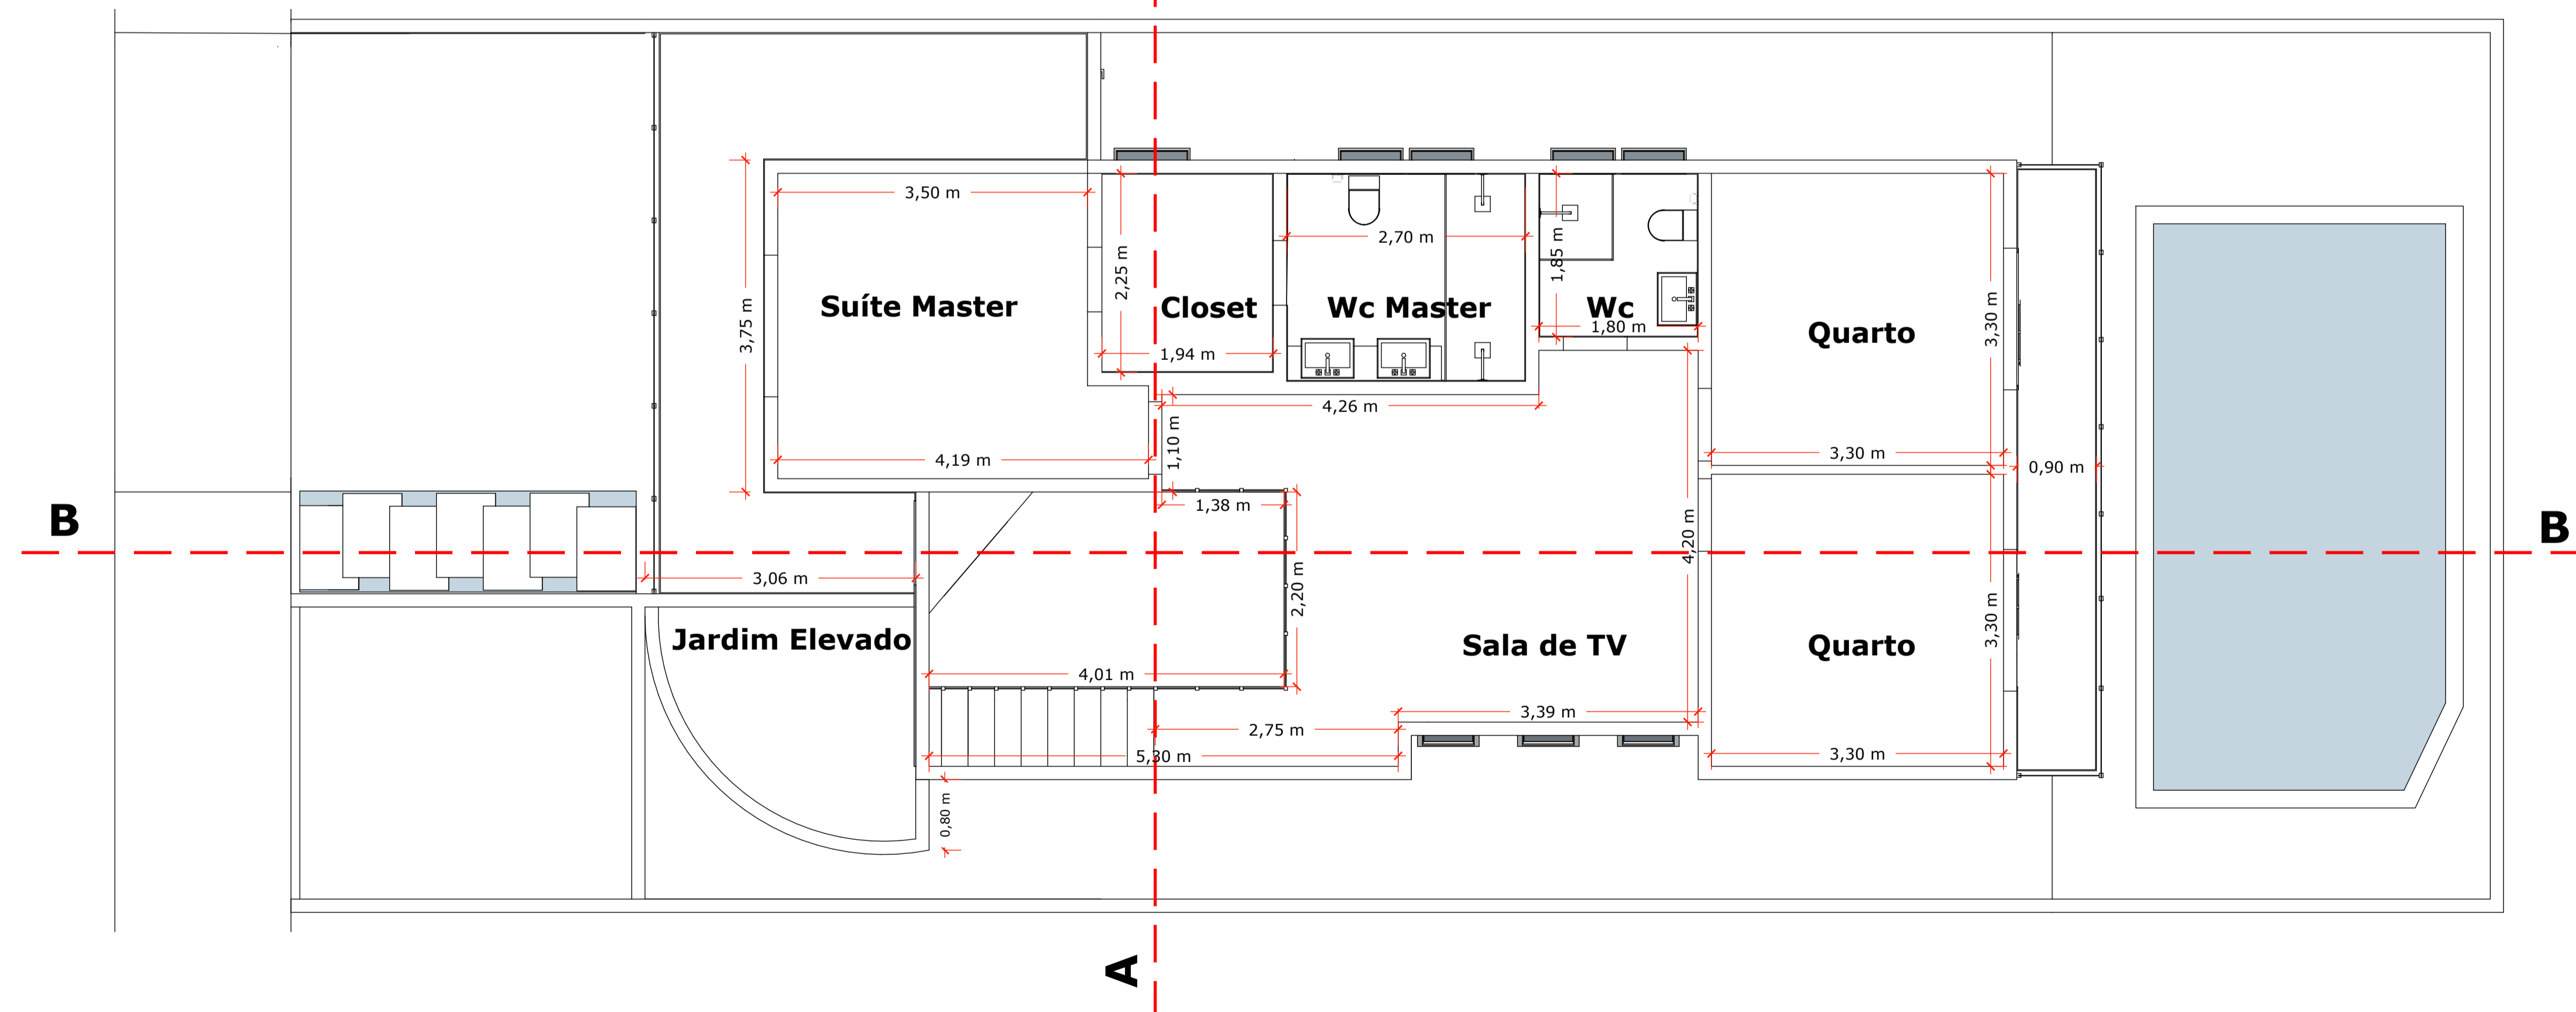 3,50 m
2,70 m
2,25 m
1,85 m
3,75 m
3,30 m
Suíte Master
Closet
Wc Master
Wc
1,80 m
Quarto
1,94 m
4,26 m
1,10 m
4,19 m
3,30 m
0,90 m
1,38 m
B
B
4,20 m
3,06 m
2,20 m
3,30 m
Jardim Elevado
Sala de TV
Quarto
4,01 m
3,39 m
2,75 m
5,30 m
3,30 m
0,80 m
A